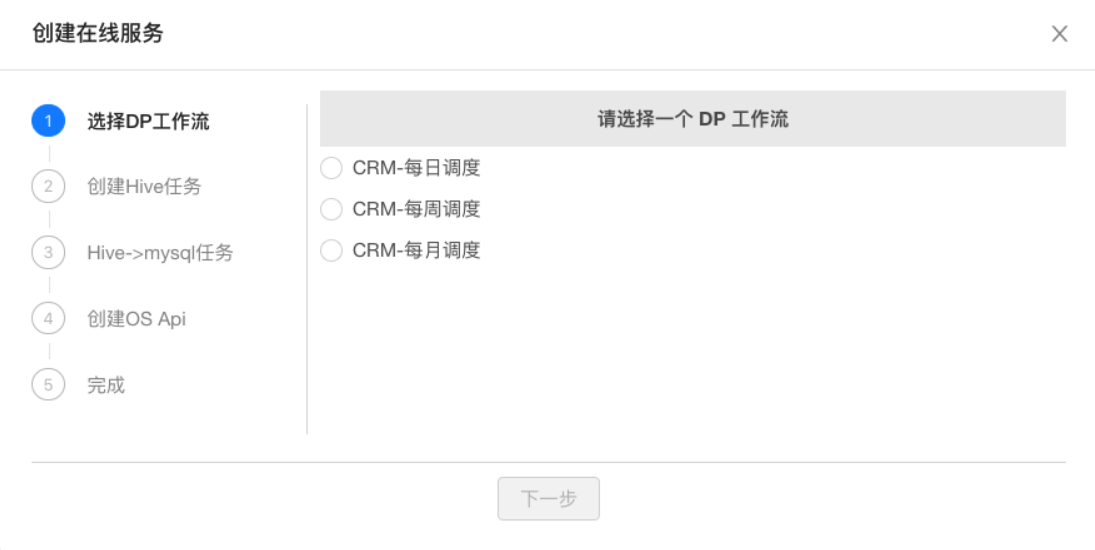 创建在线服务
1 选择DP工作流
2 创建Hive任务
3 Hive->mysql任务
4 创建OS Api
5 完成
请选择一个 DP 工作流
CRM-每日调度
CRM-每周调度
CRM-每月调度
下一步